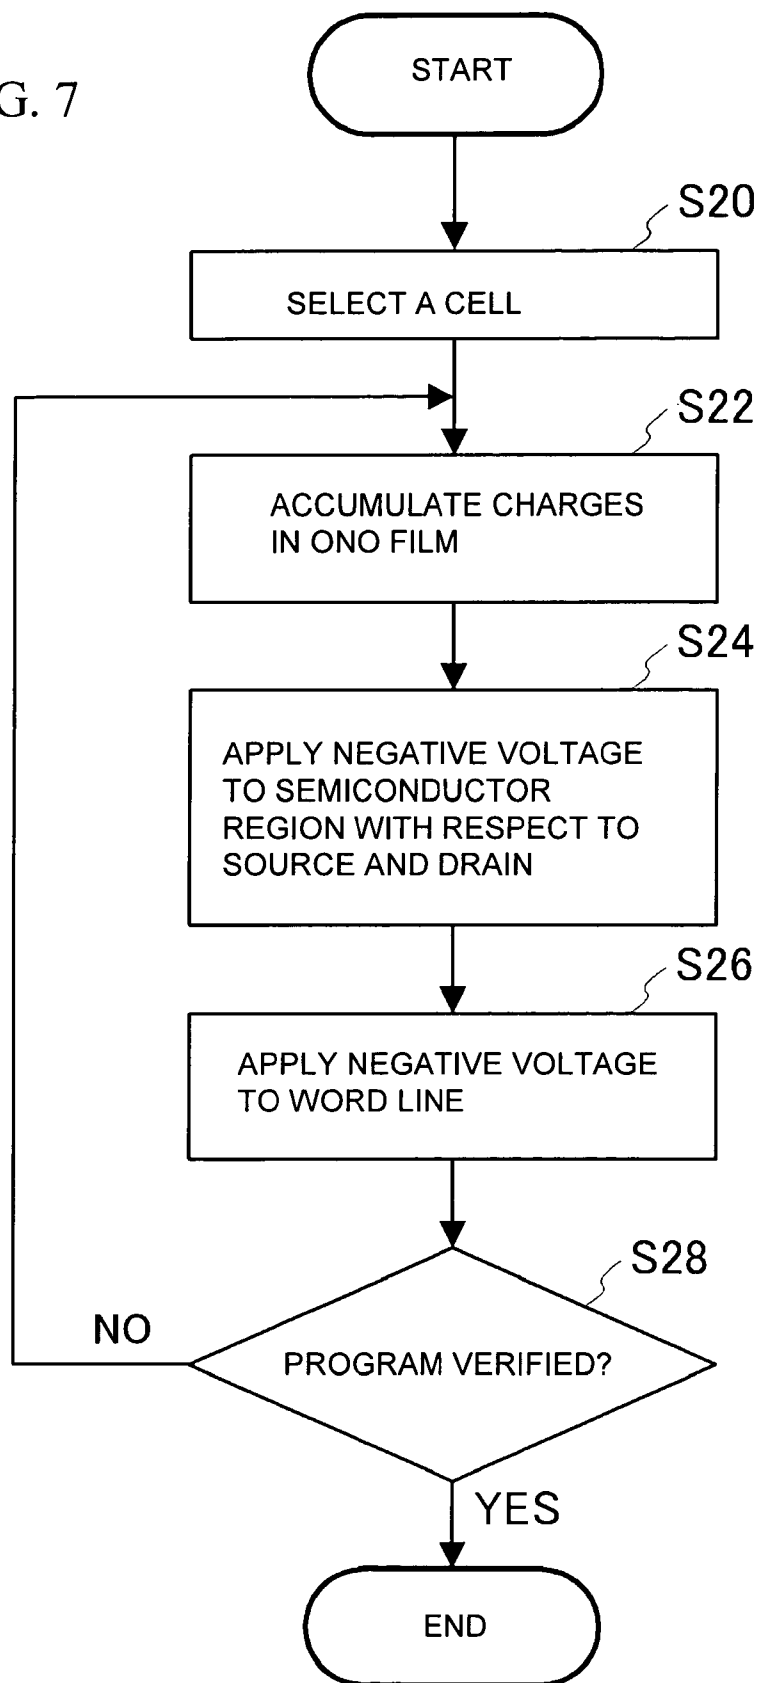 G. 7
START
S20
SELECT A CELL
S22
ACCUMULATE CHARGES
IN ONO FILM
S24
APPLY NEGATIVE VOLTAGE
TO SEMICONDUCTOR
REGION WITH RESPECT TO
SOURCE AND DRAIN
S26
APPLY NEGATIVE VOLTAGE
TO WORD LINE
S28
NO
PROGRAM VERIFIED?
YES
END